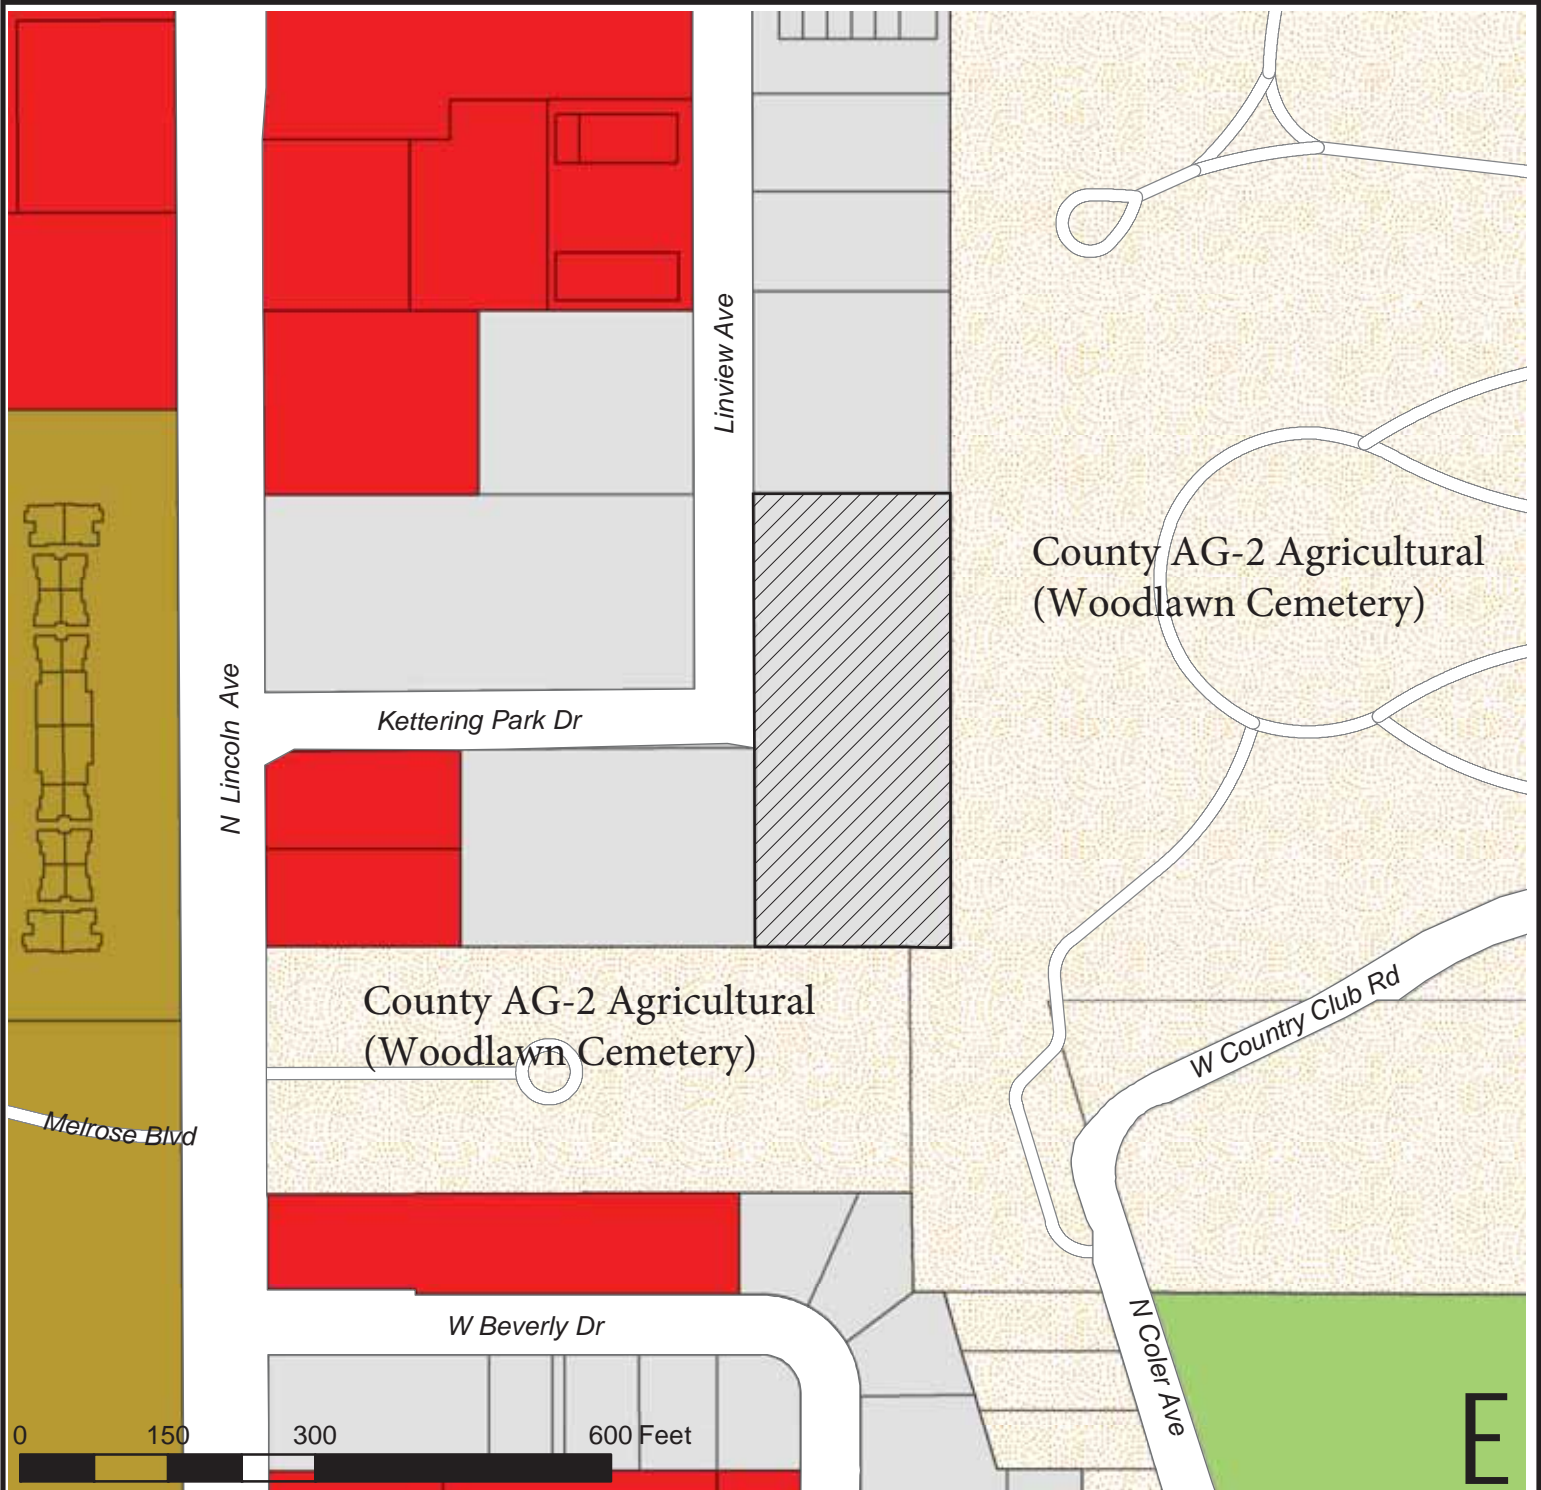 Linview Ave
County AG-2 Agricultural
(Woodlawn Cemetery)
N Lincoln Ave
Kettering Park Dr
County AG-2 Agricultural
(Woodlawn Cemetery)
W Country Club Rd
Melrose Blvd
W Beverly Dr
N Coler Ave
0 150 300 600 Feet
E